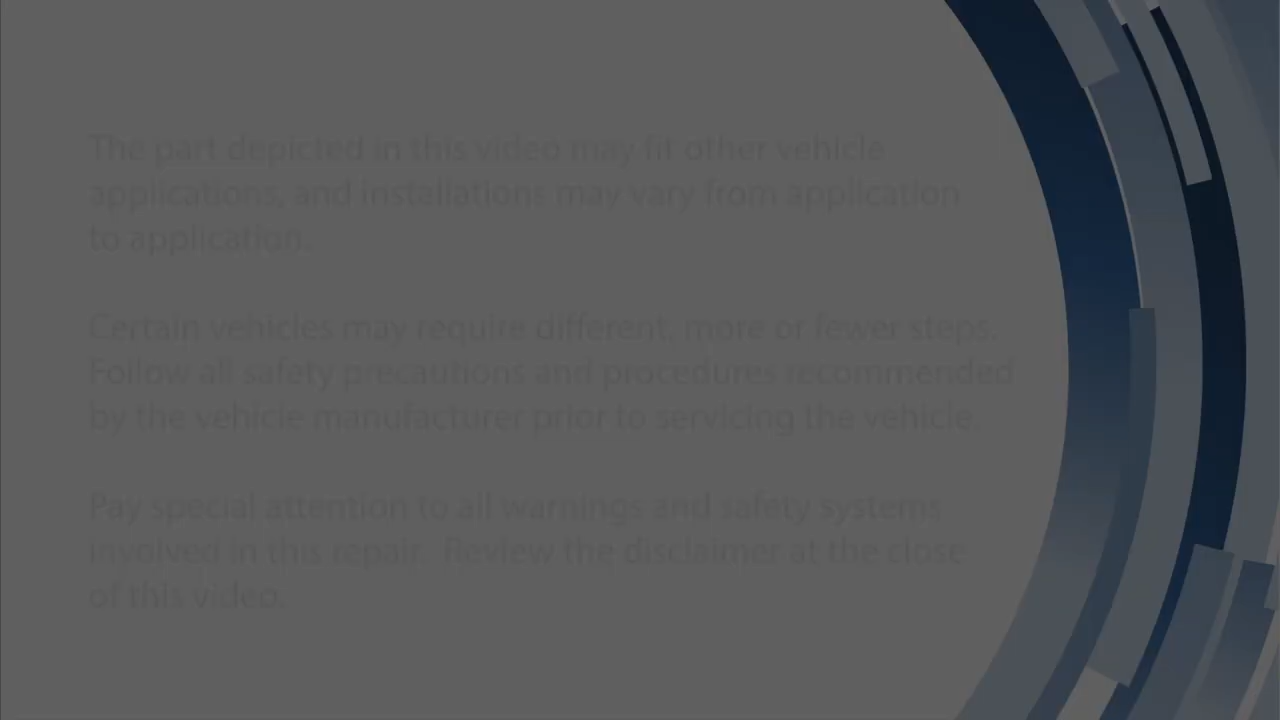 The part depicted in this video may fit other vehicle
applications, and installations may vary from application
to application.
Certain vehicles may require different, more or fewer steps.
Follow all safety precautions and procedures recommended
by the vehicle manufacturer prior to servicing the vehicle.
Pay special attention to all warnings and safety systems
involved in this repair. Review the disclaimer at the close
of this video.